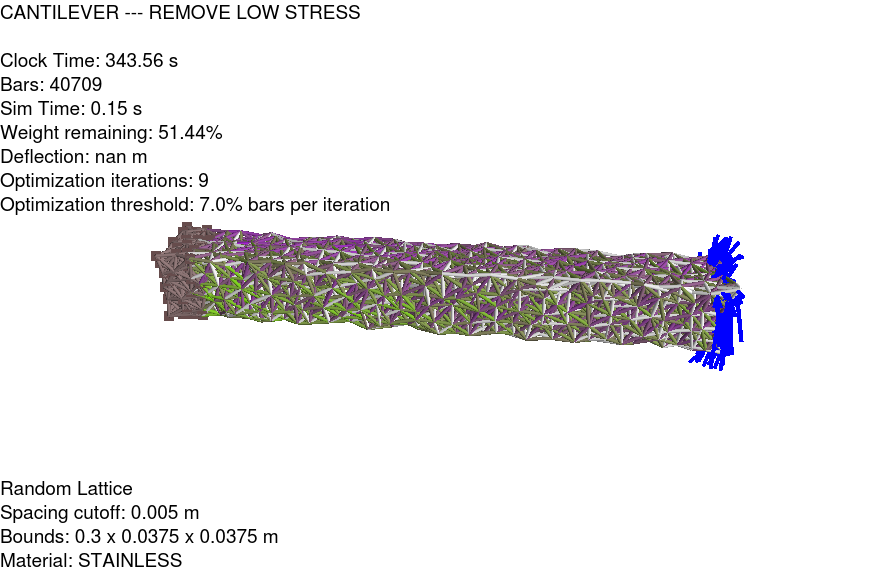 CANTILEVER --- REMOVE LOW STRESS
Clock Time: 343.56 s
Bars: 40709
Sim Time: 0.15 s
Weight remaining: 51.44%
Deflection: nan m
Optimization iterations: 9
Optimization threshold: 7.0% bars per iteration
Random Lattice
Spacing cutoff: 0.005 m
Bounds: 0.3 x 0.0375 x 0.0375 m
Material: STAINLESS